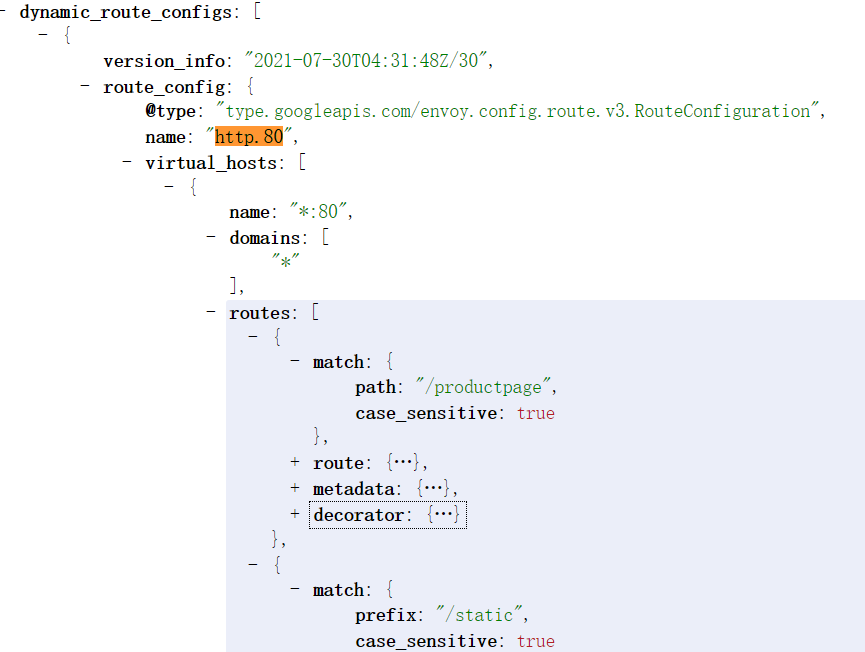 - dynamic_route_configs: [
- {
version_info: "2021-07-30T04:31:48Z/30",
- route_config: {
@type: "type.googleapis.com/envoy.config.route.v3.RouteConfiguration",
name: "http.80",
- virtual_hosts: [
- {
name: "*:80",
- domains: [
"*"
],
- routes: [
- {
- match: {
path: "/productpage",
case_sensitive: true
},
+ route: {…},
+ metadata: {…},
+ decorator: {…}
},
- {
- match: {
prefix: "/static",
case_sensitive: true